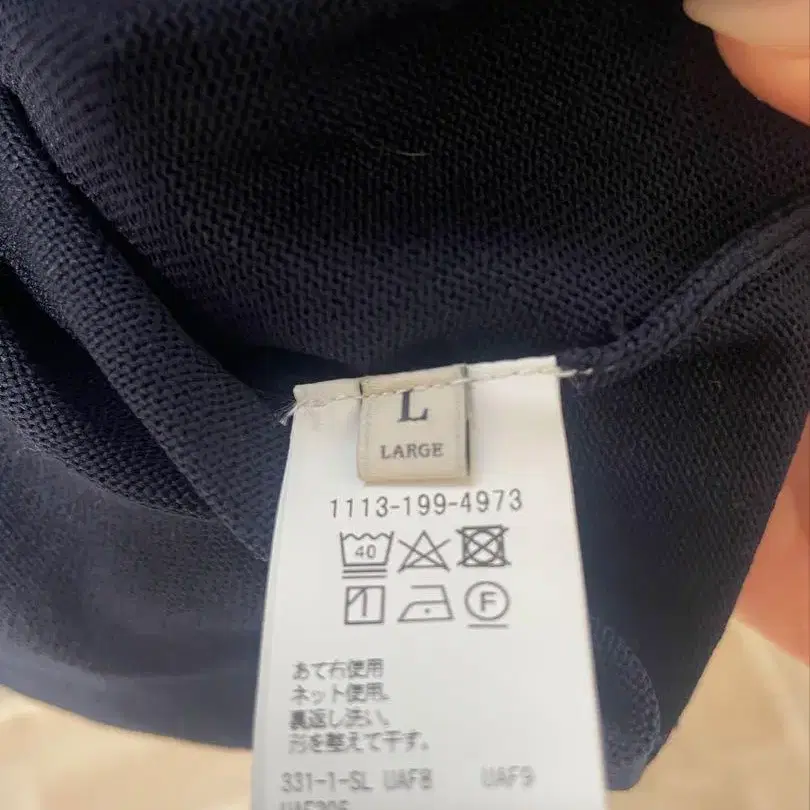 L
LARGE
1113-199-4973
40
F
あて布使用
ネット使用。
裏返し洗い。
形を整えて干す。
331-1-SL UAF8 UAF9